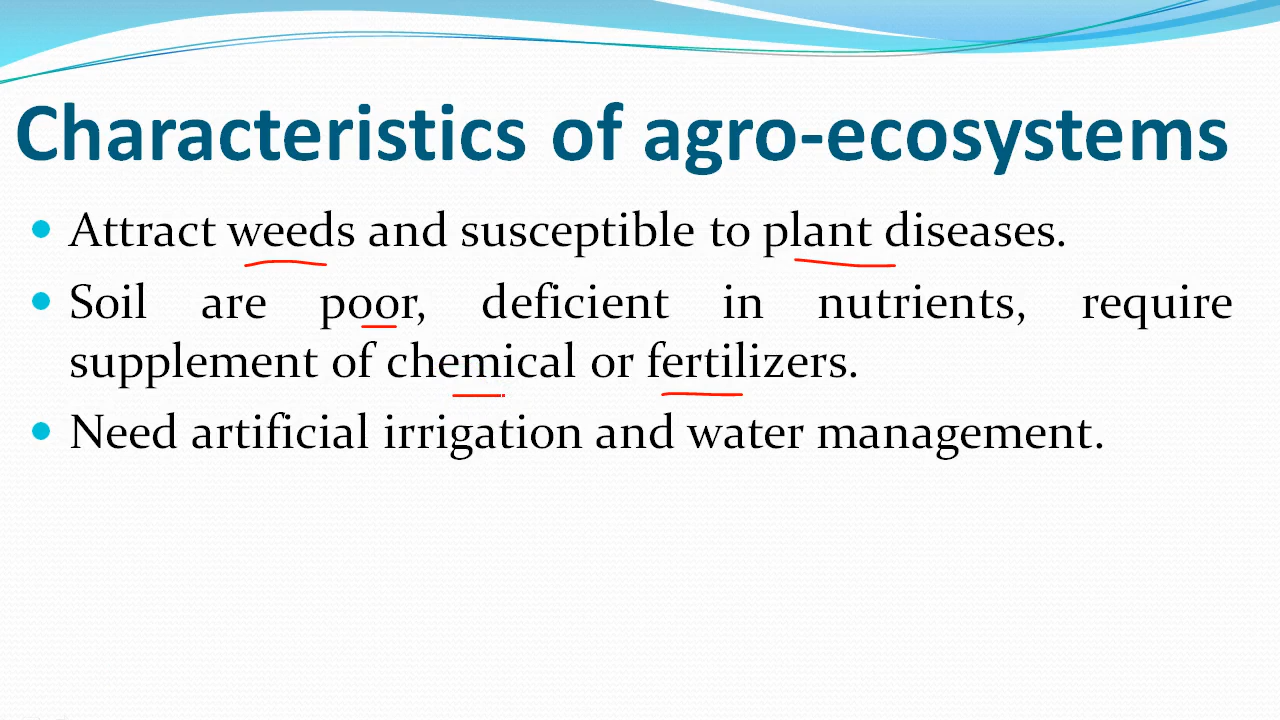 Characteristics of agro-ecosystems
• Attract weeds and susceptible to plant diseases.
• Soil are poor, deficient in nutrients, require
supplement of chemical or fertilizers.
• Need artificial irrigation and water management.